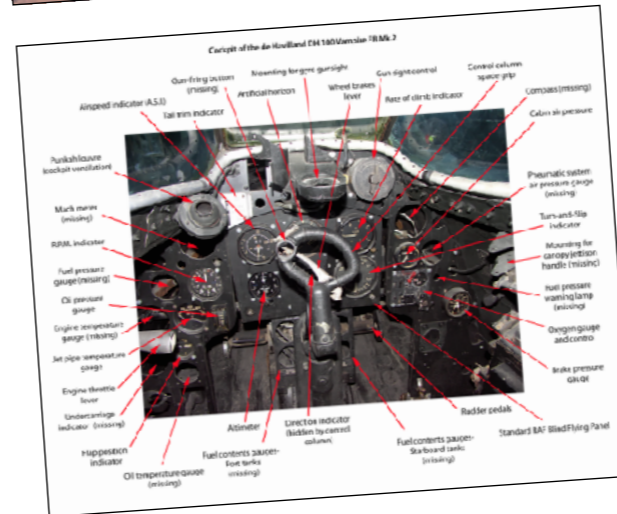 Cockpit of the de Havilland DH 100 Vampire FB Mk.2
Gun-firing button
(missing)
Mounting for gyro gunsight
Gun sight control
Control column
spade-grip
Airspeed indicator (A.S.I)
Artificial horizon
Wheel brakes
lever
Rate of climb indicator
Compass (missing)
Tail trim indicator
Cabin air pressure
Punkah louvre
(cockpit ventilation)
Pneumatic system
air pressure gauge
(missing)
Mach meter
(missing)
Turn-and-Slip
indicator
R.P.M. indicator
Mounting for
canopy jettison
handle (missing)
Fuel pressure
gauge (missing)
Fuel pressure
warning lamp
(missing)
Oil pressure
gauge
Engine temperature
gauge (missing)
Oxygen gauge
and control
Jet pipe temperature
gauge
Brake pressure
gauge
Engine throttle
lever
Undercarriage
indicator (missing)
Rudder pedals
Flap position
indicator
Altimeter
Direction indicator
(hidden by control
column)
Standard RAF Blind Flying Panel
Oil temperature gauge
(missing)
Fuel contents gauges-
Port tanks
(missing)
Fuel contents gauges-
Starboard tanks
(missing)